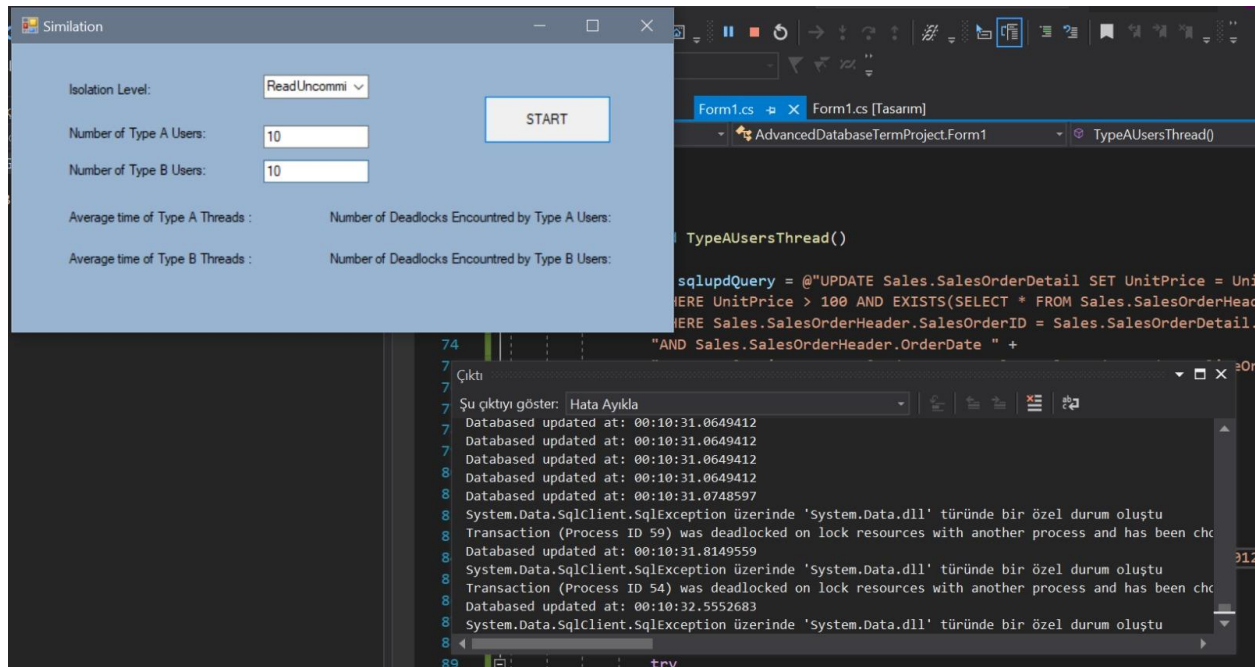 Similation
Isolation Level:
ReadUncommi
START
Number of Type A Users:
10
Number of Type B Users:
10
Average time of Type A Threads :
Number of Deadlocks Encountred by Type A Users:
Average time of Type B Threads :
Number of Deadlocks Encountred by Type B Users:
Form1.cs
Form1.cs [Tasarım]
AdvancedDatabaseTermProject.Form1
TypeAUsersThread()
TypeAUsersThread()
sqlupdQuery = @"UPDATE Sales.SalesOrderDetail SET UnitPrice = Uni
HERE UnitPrice > 100 AND EXISTS(SELECT * FROM Sales.SalesOrderHead
HERE Sales.SalesOrderHeader.SalesOrderID = Sales.SalesOrderDetail.
74 "AND Sales.SalesOrderHeader.OrderDate " +
Çıktı
Şu çıktıyı göster: Hata Ayıkla
Databased updated at: 00:10:31.0649412
Databased updated at: 00:10:31.0649412
Databased updated at: 00:10:31.0649412
Databased updated at: 00:10:31.0649412
Databased updated at: 00:10:31.0748597
System.Data.SqlClient.SqlException üzerinde 'System.Data.dll' türünde bir özel durum oluştu
Transaction (Process ID 59) was deadlocked on lock resources with another process and has been cho
Databased updated at: 00:10:31.8149559
System.Data.SqlClient.SqlException üzerinde 'System.Data.dll' türünde bir özel durum oluştu
Transaction (Process ID 54) was deadlocked on lock resources with another process and has been cho
Databased updated at: 00:10:32.5552683
System.Data.SqlClient.SqlException üzerinde 'System.Data.dll' türünde bir özel durum oluştu
89 try